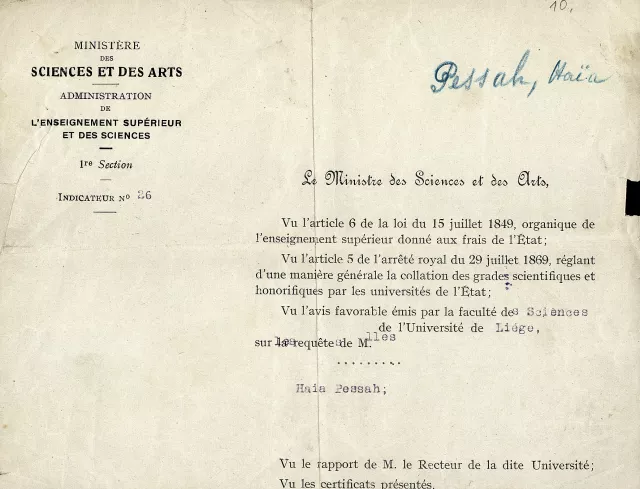 10.
MINISTÈRE
DES
SCIENCES ET DES ARTS
ADMINISTRATION
DE
L'ENSEIGNEMENT SUPÉRIEUR
ET DES SCIENCES
1re Section
INDICATEUR No 26
Pessah, Haïa
Le Ministre des Sciences et des Arts,
Vu l'article 6 de la loi du 15 juillet 1849, organique de
l'enseignement supérieur donné aux frais de l'État;
Vu l'article 5 de l'arrêté royal du 29 juillet 1869, réglant
d'une manière générale la collation des grades scientifiques et
honorifiques par les universités de l'État;
Vu l'avis favorable émis par la faculté des Sciences
de l'Université de Liége,
sur les requêtes de Mlles
Haia Pessah;
Vu le rapport de M. le Recteur de la dite Université;
Vu les certificats présentés,